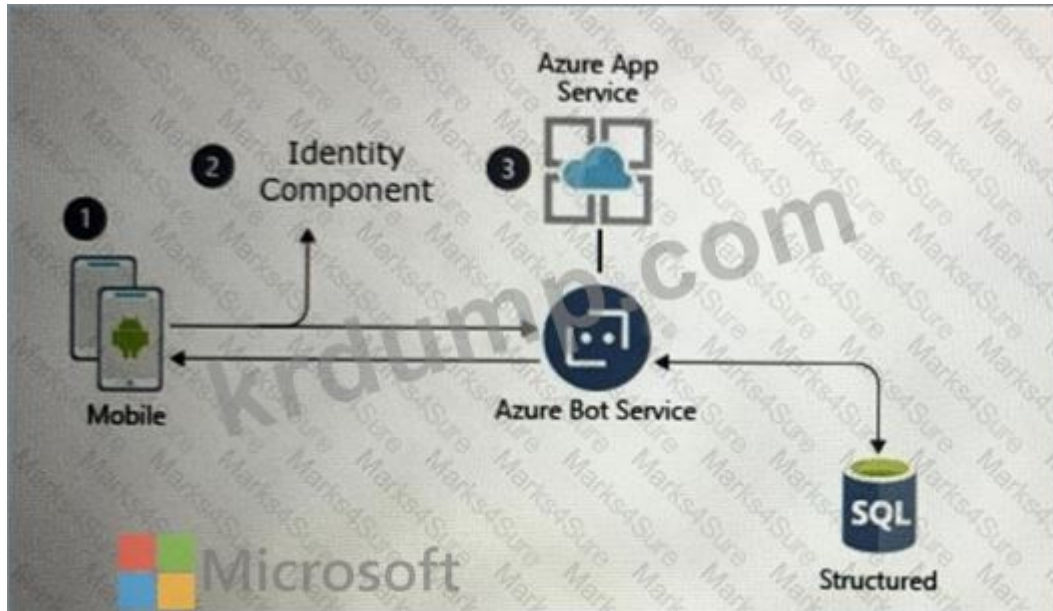 Azure App
Service
2
Identity
Component
3
1
Mobile
Azure Bot Service
SQL
Structured
Microsoft
krdump.com
Marks4Sure